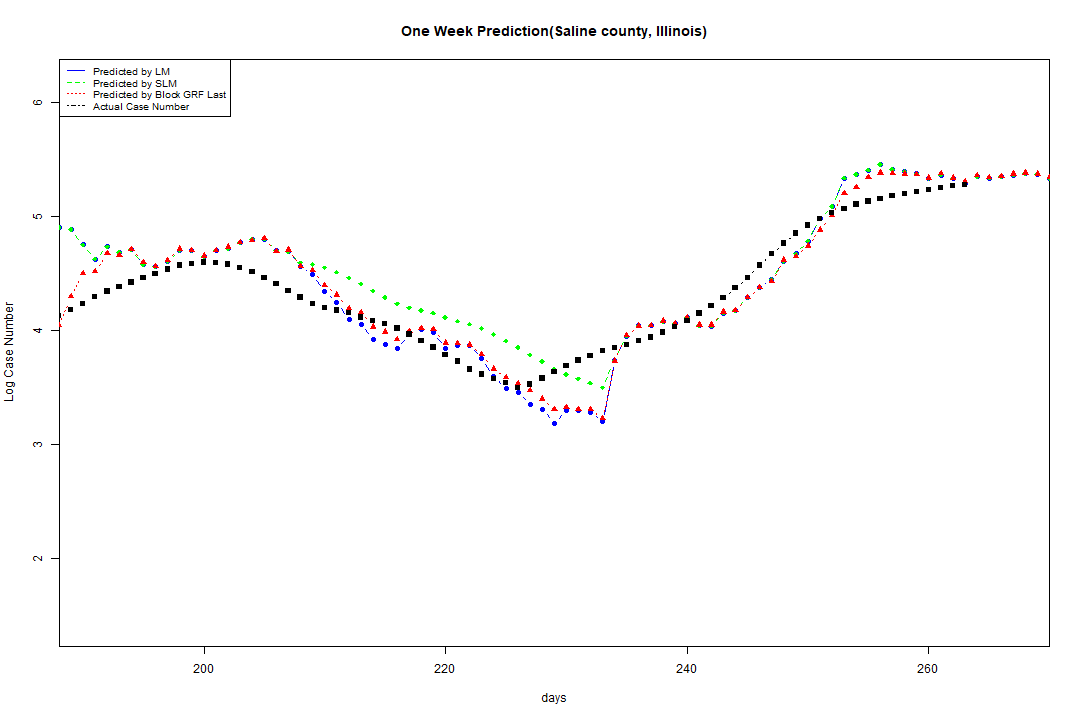 One Week Prediction(Saline county, Illinois)
Predicted by LM
Predicted by SLM
Predicted by Block GRF Last
Actual Case Number
6
5
4
3
2
Log Case Number
200 220 240 260
days